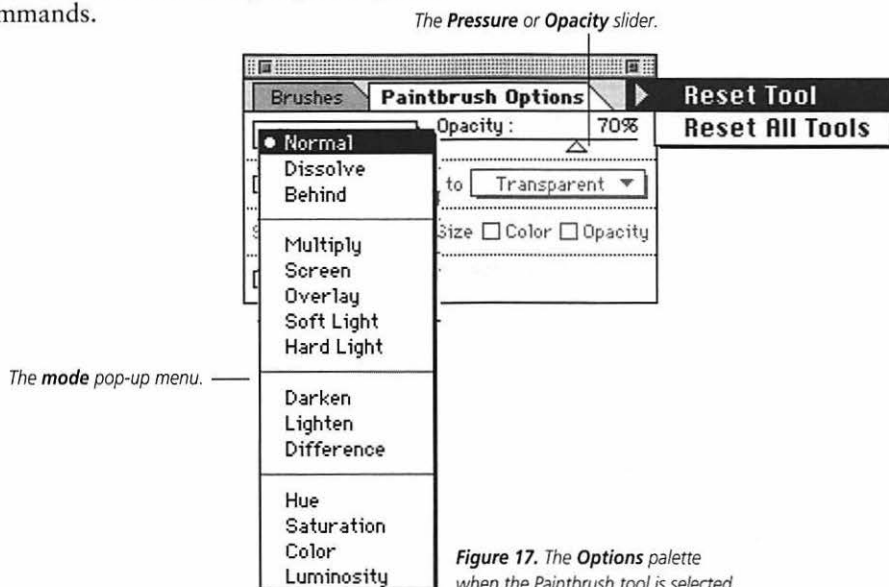 mmands.
The Pressure or Opacity slider.
Brushes Paintbrush Options Reset Tool
Reset All Tools
Opacity: 70%
Normal
Dissolve
Behind
to Transparent
Size Color Opacity
Multiply
Screen
Overlay
Soft Light
Hard Light
The mode pop-up menu.
Darken
Lighten
Difference
Hue
Saturation
Color
Luminosity
Figure 17. The Options palette
when the Paintbrush tool is selected